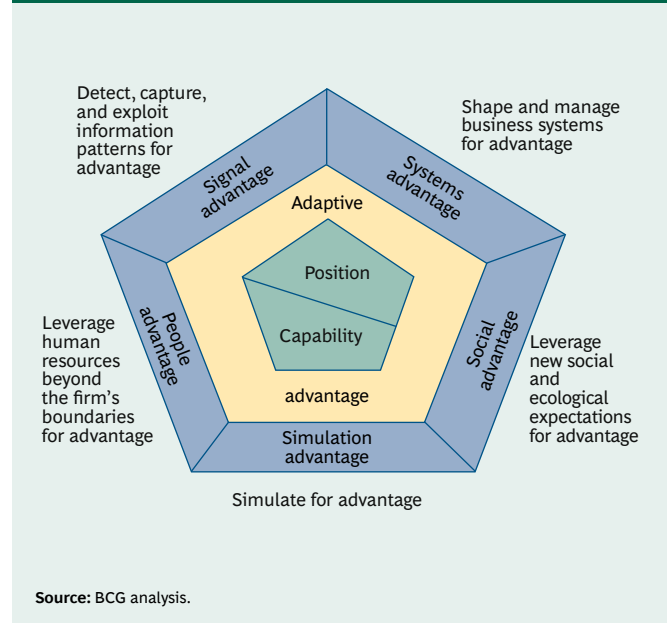 Detect, capture,
and exploit
information
patterns for
advantage
Shape and manage
business systems
for advantage
Signal
advantage
Systems
advantage
Adaptive
Position
Capability
advantage
People
advantage
Social
advantage
Leverage
human
resources
beyond
the firm's
boundaries
for advantage
Leverage
new social
and
ecological
expectations
for advantage
Simulation
advantage
Simulate for advantage
Source: BCG analysis.